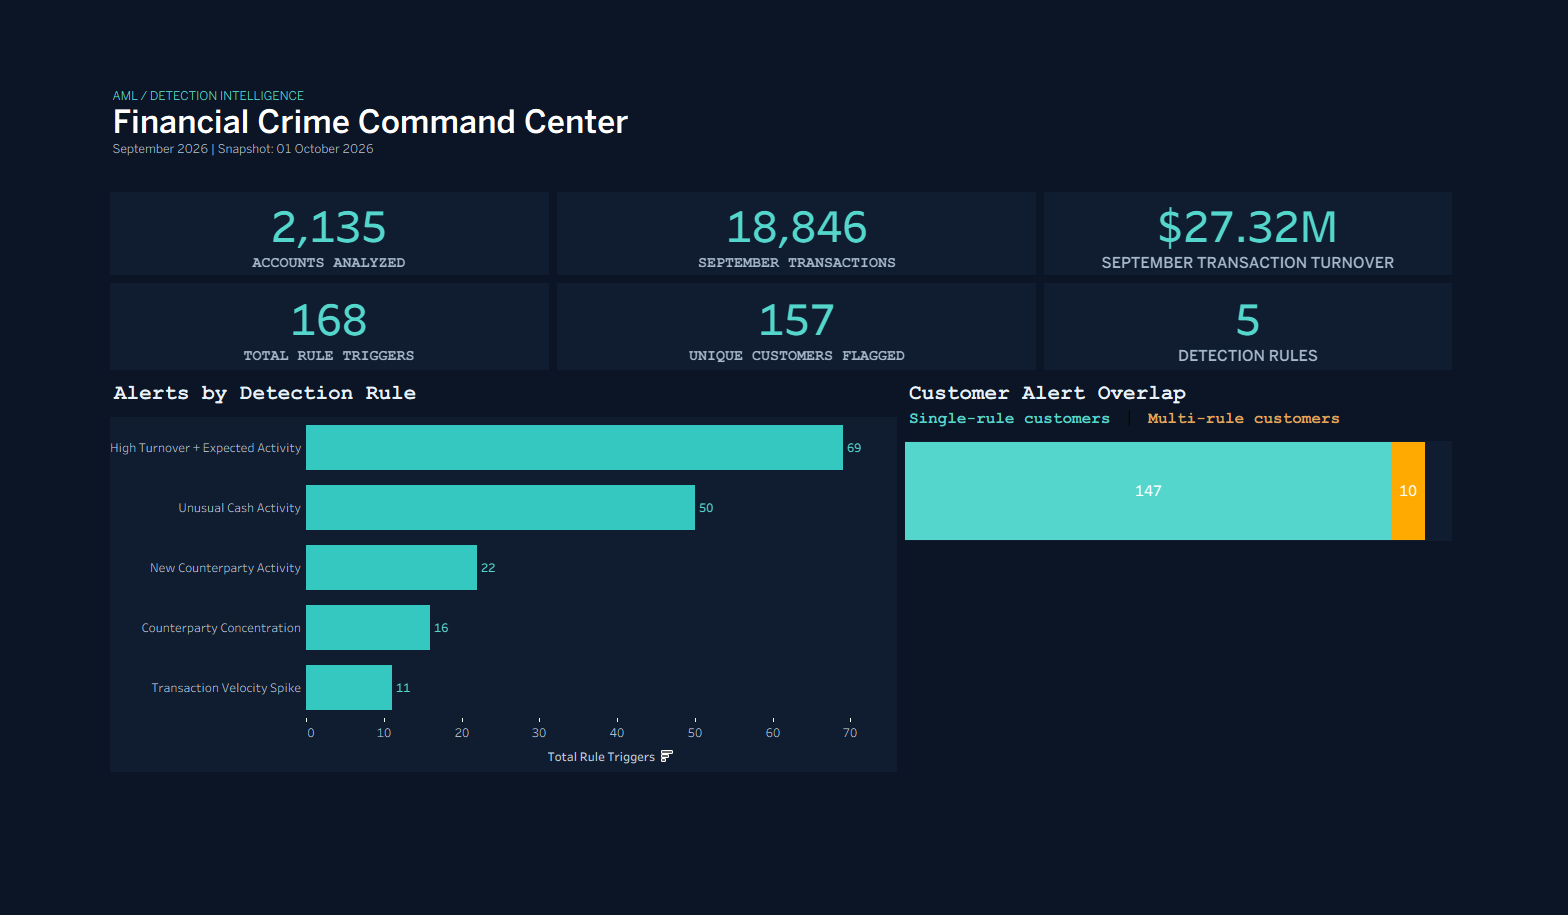 AML / DETECTION INTELLIGENCE
Financial Crime Command Center
September 2026 | Snapshot: 01 October 2026
2,135
ACCOUNTS ANALYZED
18,846
SEPTEMBER TRANSACTIONS
$27.32M
SEPTEMBER TRANSACTION TURNOVER
168
TOTAL RULE TRIGGERS
157
UNIQUE CUSTOMERS FLAGGED
5
DETECTION RULES
Alerts by Detection Rule
High Turnover + Expected Activity 69
Unusual Cash Activity 50
New Counterparty Activity 22
Counterparty Concentration 16
Transaction Velocity Spike 11
0 10 20 30 40 50 60 70
Total Rule Triggers
Customer Alert Overlap
Single-rule customers | Multi-rule customers
147 10